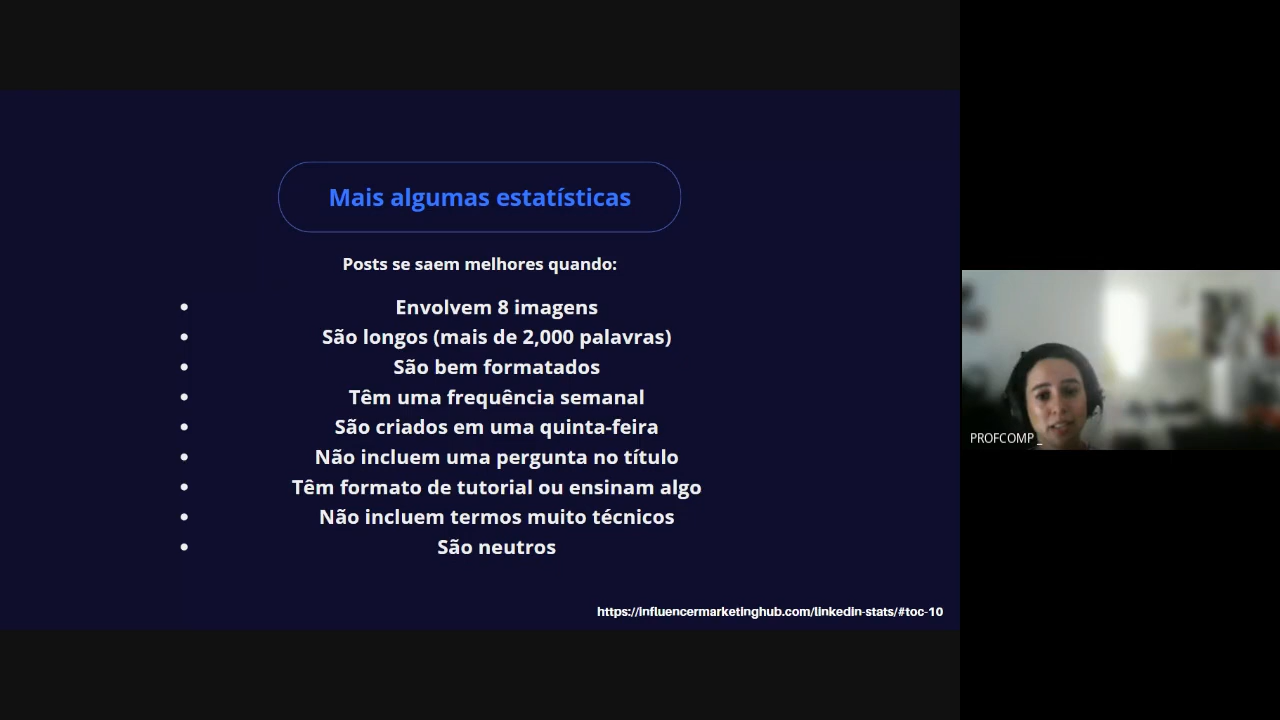 Mais algumas estatísticas
Posts se saem melhores quando:
Envolvem 8 imagens
São longos (mais de 2,000 palavras)
São bem formatados
Têm uma frequência semanal
São criados em uma quinta-feira
Não incluem uma pergunta no título
Têm formato de tutorial ou ensinam algo
Não incluem termos muito técnicos
São neutros
https://influencermarketinghub.com/linkedin-stats/#toc-10
PROFCOMP _